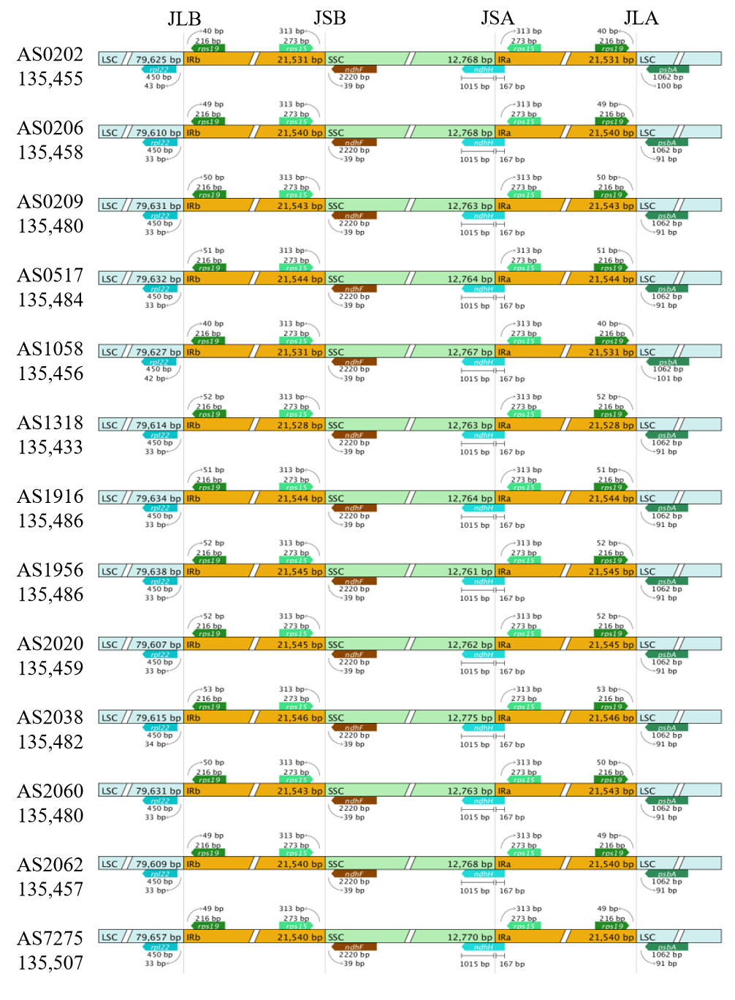 JLB JSB JSA JLA
40 bp 313 bp 313 bp 40 bp
216 bp 273 bp 273 bp 216 bp
rps19 rps15 rps15 rps19
AS0202 LSC 79,625 bp IRb 21,531 bp SSC 12,768 bp IRa 21,531 bp LSC
rpl22 ndhF ndhH psbA
135,455 450 bp 2220 bp 1015 bp 167 bp 1062 bp
43 bp 39 bp 100 bp
49 bp 313 bp 313 bp 49 bp
216 bp 273 bp 273 bp 216 bp
rps19 rps15 rps15 rps19
AS0206 LSC 79,610 bp IRb 21,540 bp SSC 12,768 bp IRa 21,540 bp LSC
rpl22 ndhF ndhH psbA
135,458 450 bp 2220 bp 1015 bp 167 bp 1062 bp
33 bp 39 bp 91 bp
50 bp 313 bp 313 bp 50 bp
216 bp 273 bp 273 bp 216 bp
rps19 rps15 rps15 rps19
AS0209 LSC 79,631 bp IRb 21,543 bp SSC 12,763 bp IRa 21,543 bp LSC
rpl22 ndhF ndhH psbA
135,480 450 bp 2220 bp 1015 bp 167 bp 1062 bp
33 bp 39 bp 91 bp
51 bp 313 bp 313 bp 51 bp
216 bp 273 bp 273 bp 216 bp
rps19 rps15 rps15 rps19
AS0517 LSC 79,632 bp IRb 21,544 bp SSC 12,764 bp IRa 21,544 bp LSC
rpl22 ndhF ndhH psbA
135,484 450 bp 2220 bp 1015 bp 167 bp 1062 bp
33 bp 39 bp 91 bp
40 bp 313 bp 313 bp 40 bp
216 bp 273 bp 273 bp 216 bp
rps19 rps15 rps15 rps19
AS1058 LSC 79,627 bp IRb 21,531 bp SSC 12,767 bp IRa 21,531 bp LSC
rpl22 ndhF ndhH psbA
135,456 450 bp 2220 bp 1015 bp 167 bp 1062 bp
42 bp 39 bp 101 bp
52 bp 313 bp 313 bp 52 bp
216 bp 273 bp 273 bp 216 bp
rps19 rps15 rps15 rps19
AS1318 LSC 79,614 bp IRb 21,528 bp SSC 12,763 bp IRa 21,528 bp LSC
rpl22 ndhF ndhH psbA
135,433 450 bp 2220 bp 1015 bp 167 bp 1062 bp
33 bp 39 bp 91 bp
51 bp 313 bp 313 bp 51 bp
216 bp 273 bp 273 bp 216 bp
rps19 rps15 rps15 rps19
AS1916 LSC 79,634 bp IRb 21,544 bp SSC 12,764 bp IRa 21,544 bp LSC
rpl22 ndhF ndhH psbA
135,486 450 bp 2220 bp 1015 bp 167 bp 1062 bp
33 bp 39 bp 91 bp
52 bp 313 bp 313 bp 52 bp
216 bp 273 bp 273 bp 216 bp
rps19 rps15 rps15 rps19
AS1956 LSC 79,638 bp IRb 21,545 bp SSC 12,761 bp IRa 21,545 bp LSC
rpl22 ndhF ndhH psbA
135,486 450 bp 2220 bp 1015 bp 167 bp 1062 bp
33 bp 39 bp 91 bp
52 bp 313 bp 313 bp 52 bp
216 bp 273 bp 273 bp 216 bp
rps19 rps15 rps15 rps19
AS2020 LSC 79,607 bp IRb 21,545 bp SSC 12,762 bp IRa 21,545 bp LSC
rpl22 ndhF ndhH psbA
135,459 450 bp 2220 bp 1015 bp 167 bp 1062 bp
33 bp 39 bp 91 bp
53 bp 313 bp 313 bp 53 bp
216 bp 273 bp 273 bp 216 bp
rps19 rps15 rps15 rps19
AS2038 LSC 79,615 bp IRb 21,546 bp SSC 12,775 bp IRa 21,546 bp LSC
rpl22 ndhF ndhH psbA
135,482 450 bp 2220 bp 1015 bp 167 bp 1062 bp
34 bp 39 bp 91 bp
50 bp 313 bp 313 bp 50 bp
216 bp 273 bp 273 bp 216 bp
rps19 rps15 rps15 rps19
AS2060 LSC 79,631 bp IRb 21,543 bp SSC 12,763 bp IRa 21,543 bp LSC
rpl22 ndhF ndhH psbA
135,480 450 bp 2220 bp 1015 bp 167 bp 1062 bp
33 bp 39 bp 91 bp
49 bp 313 bp 313 bp 49 bp
216 bp 273 bp 273 bp 216 bp
rps19 rps15 rps15 rps19
AS2062 LSC 79,609 bp IRb 21,540 bp SSC 12,768 bp IRa 21,540 bp LSC
rpl22 ndhF ndhH psbA
135,457 450 bp 2220 bp 1015 bp 167 bp 1062 bp
33 bp 39 bp 91 bp
49 bp 313 bp 313 bp 49 bp
216 bp 273 bp 273 bp 216 bp
rps19 rps15 rps15 rps19
AS7275 LSC 79,657 bp IRb 21,540 bp SSC 12,770 bp IRa 21,540 bp LSC
rpl22 ndhF ndhH psbA
135,507 450 bp 2220 bp 1015 bp 167 bp 1062 bp
33 bp 39 bp 91 bp